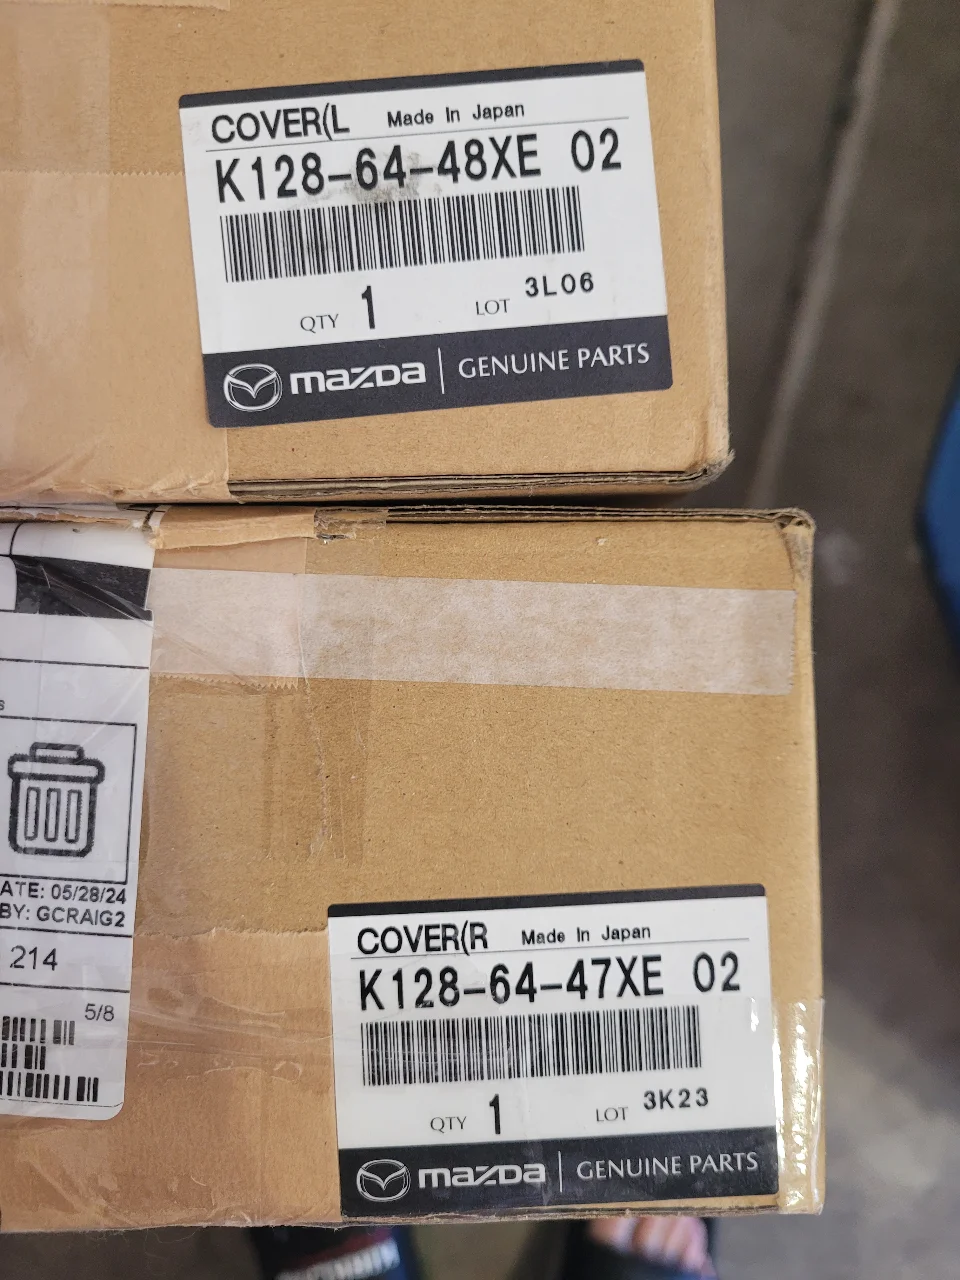 COVER(L Made In Japan
K128-64-48XE 02
QTY 1 LOT 3L06
mazda GENUINE PARTS
s
ATE: 05/28/24
BY: GCRAIG2
214
5/8
COVER(R Made In Japan
K128-64-47XE 02
QTY 1 LOT 3K23
mazda GENUINE PARTS